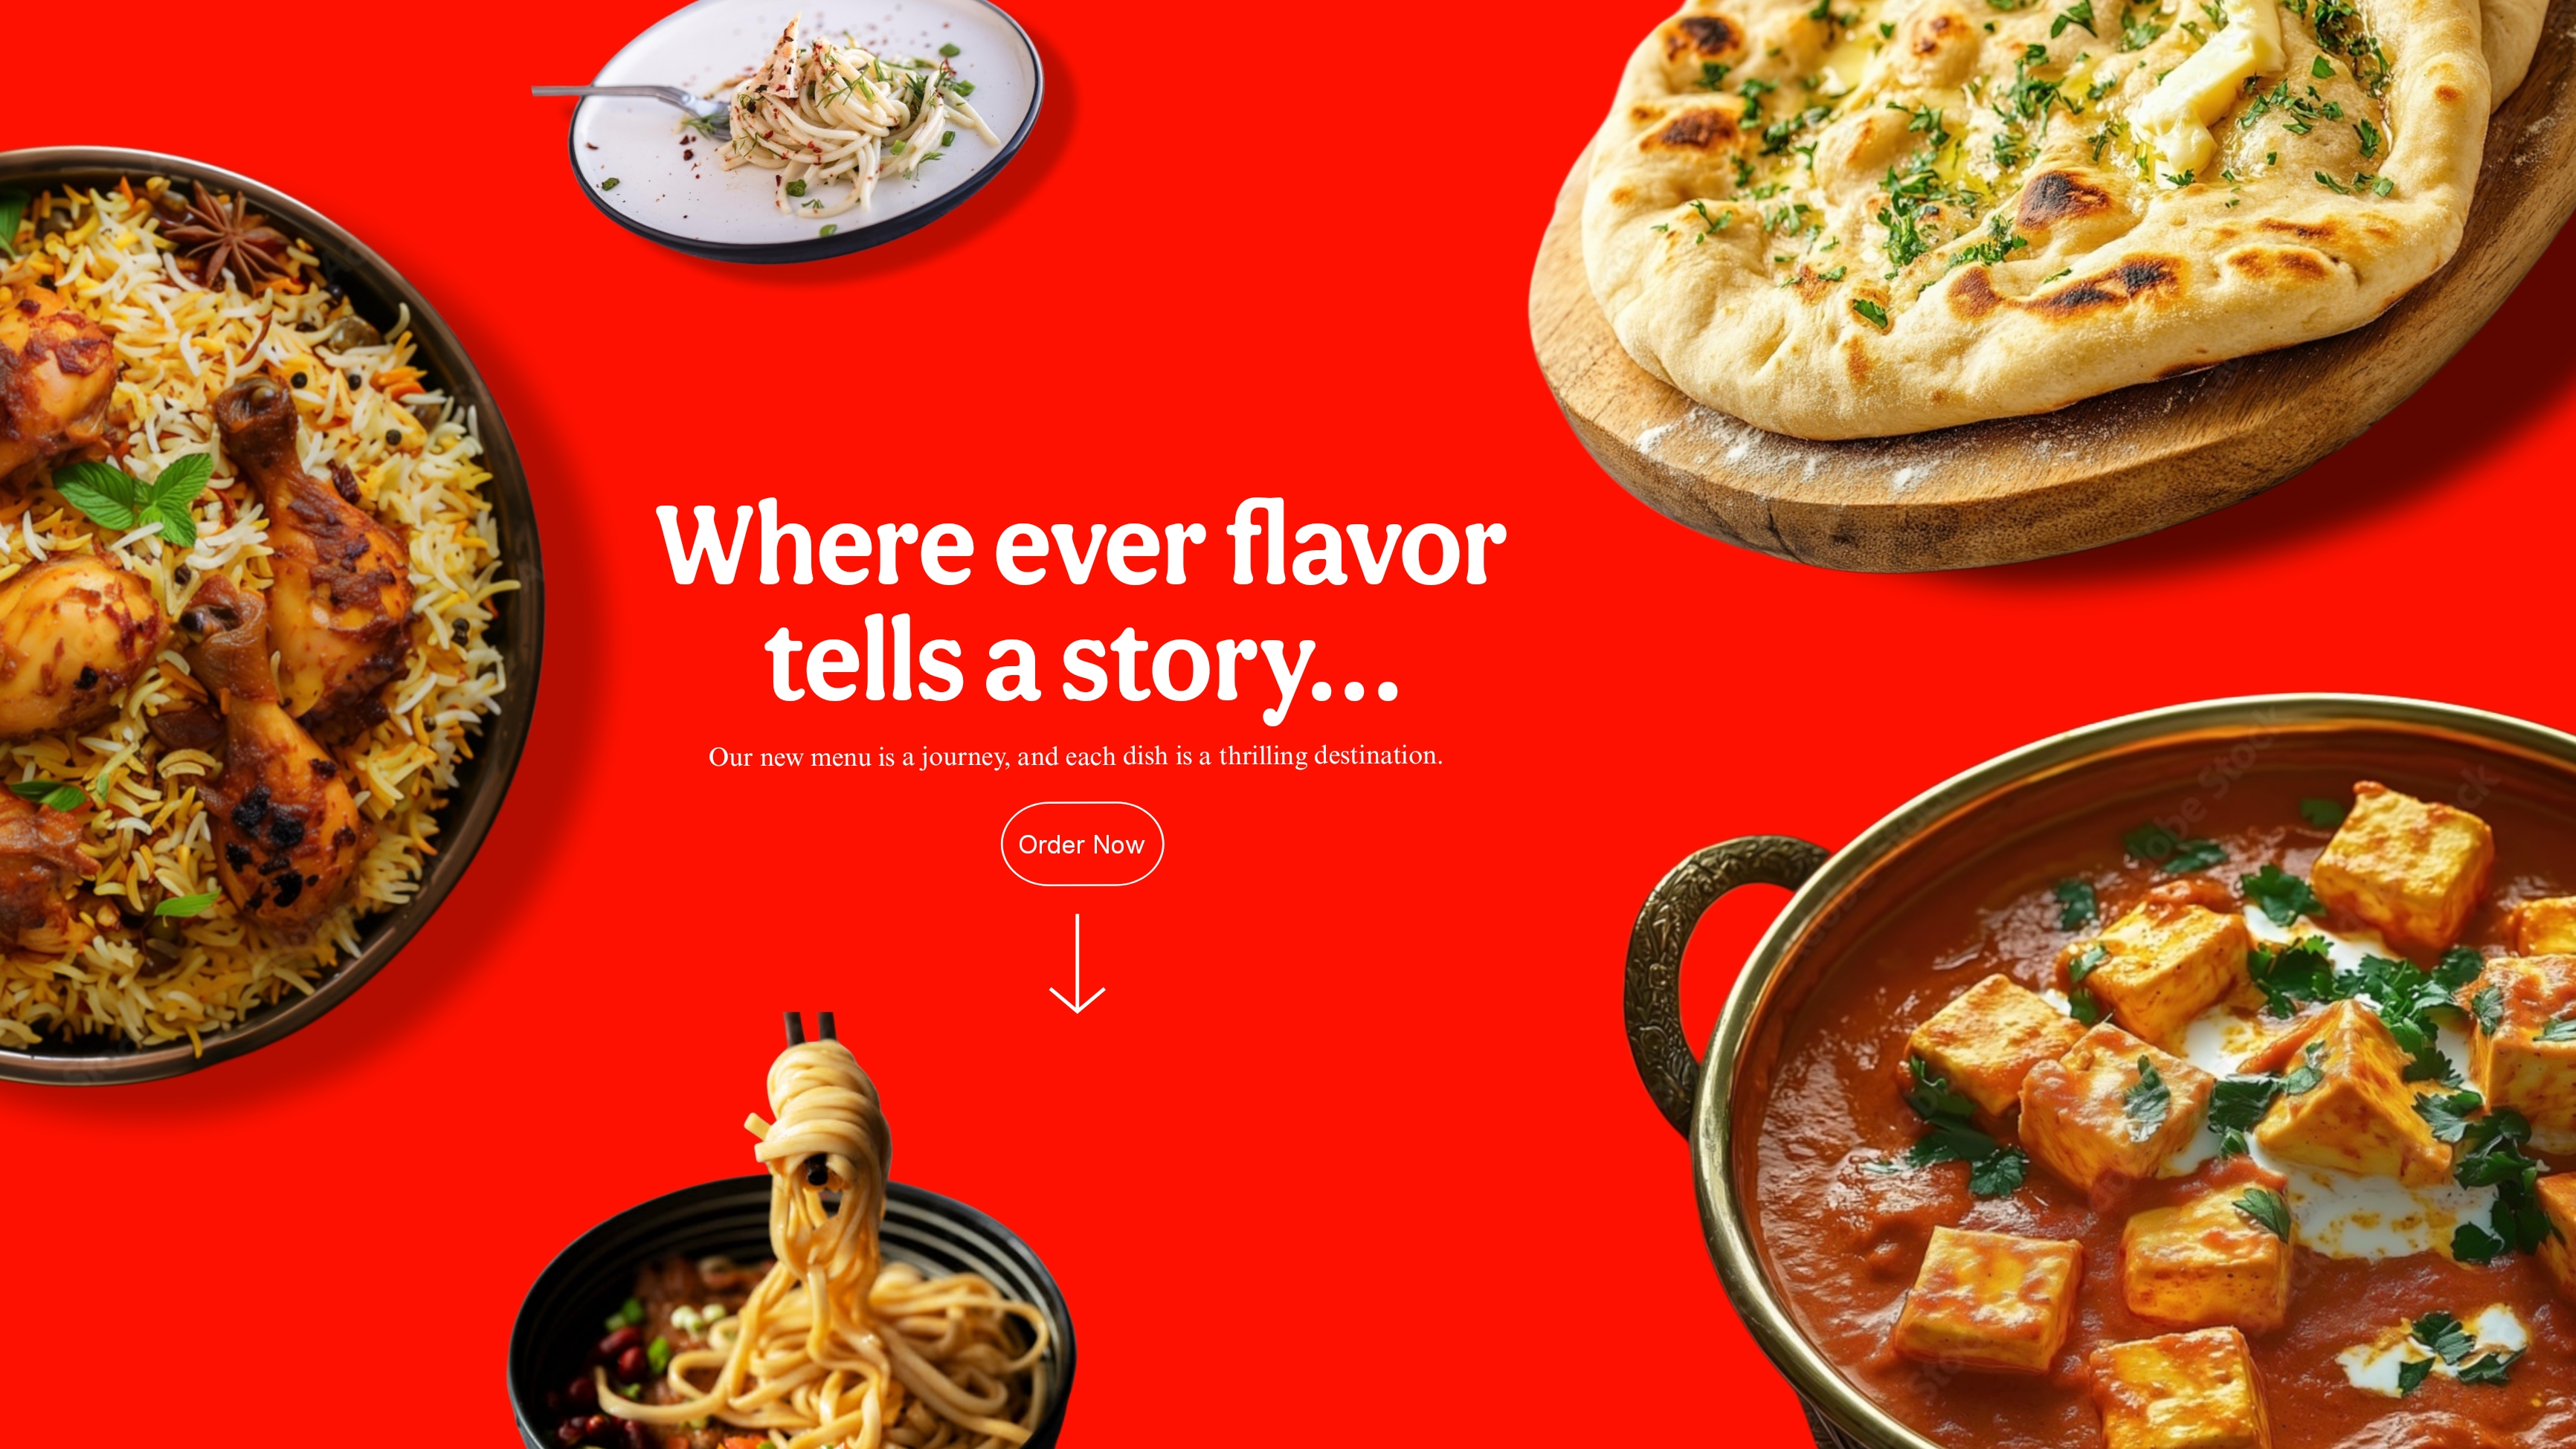 Where ever flavor
tells a story...
Our new menu is a journey, and each dish is a thrilling destination.
Order Now